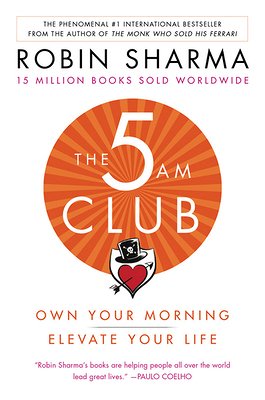 THE PHENOMENAL #1 INTERNATIONAL BESTSELLER
FROM THE AUTHOR OF THE MONK WHO SOLD HIS FERRARI
ROBIN SHARMA
15 MILLION BOOKS SOLD WORLDWIDE
THE 5 AM
CLUB
OWN YOUR MORNING
ELEVATE YOUR LIFE
"Robin Sharma's books are helping people all over the world
lead great lives." —PAULO COELHO